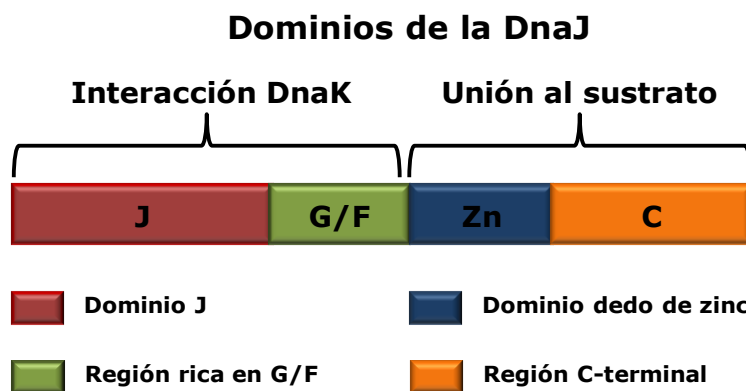 Dominios de la DnaJ
Interacción DnaK Unión al sustrato
J G/F Zn C
Dominio J Dominio dedo de zinc
Región rica en G/F Región C-terminal